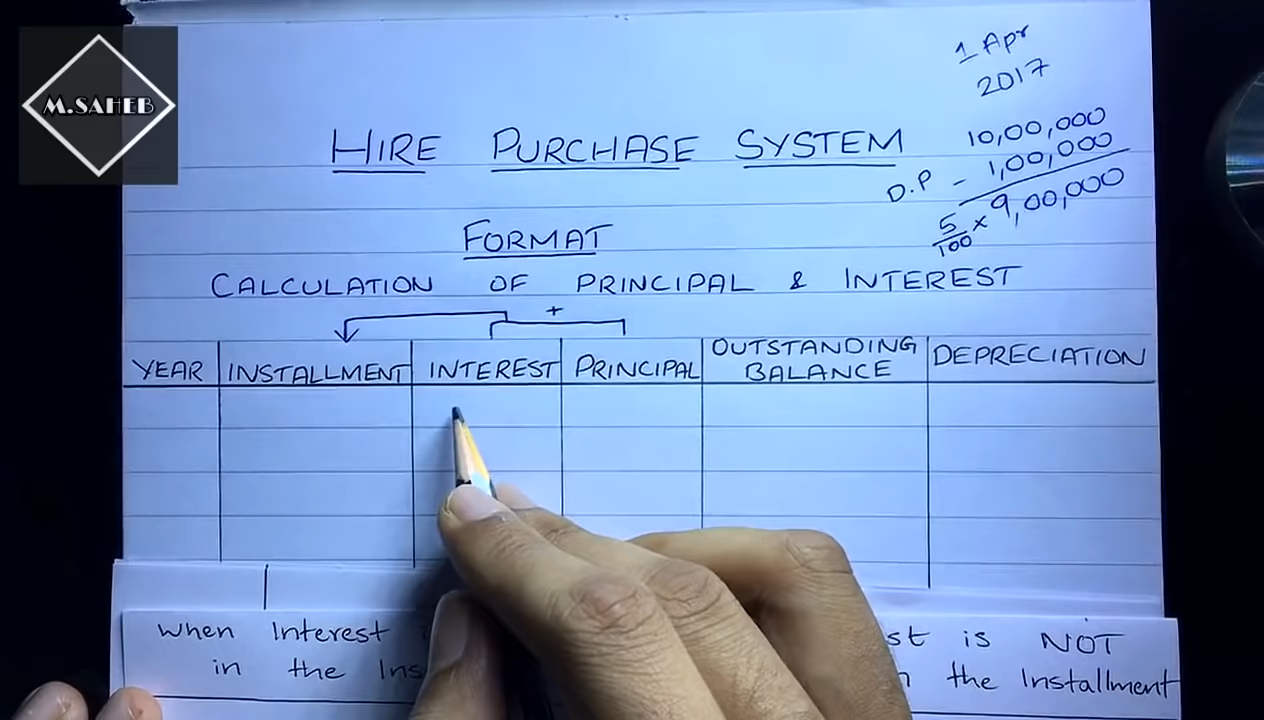 M.SAHEB
1 Apr
2017
HIRE PURCHASE SYSTEM
10,00,000
D.P - 1,00,000
5/100 × 9,00,000
FORMAT
CALCULATION OF PRINCIPAL & INTEREST
+
YEAR INSTALLMENT INTEREST PRINCIPAL OUTSTANDING BALANCE DEPRECIATION
When Interest
in the
is NOT
the Installment